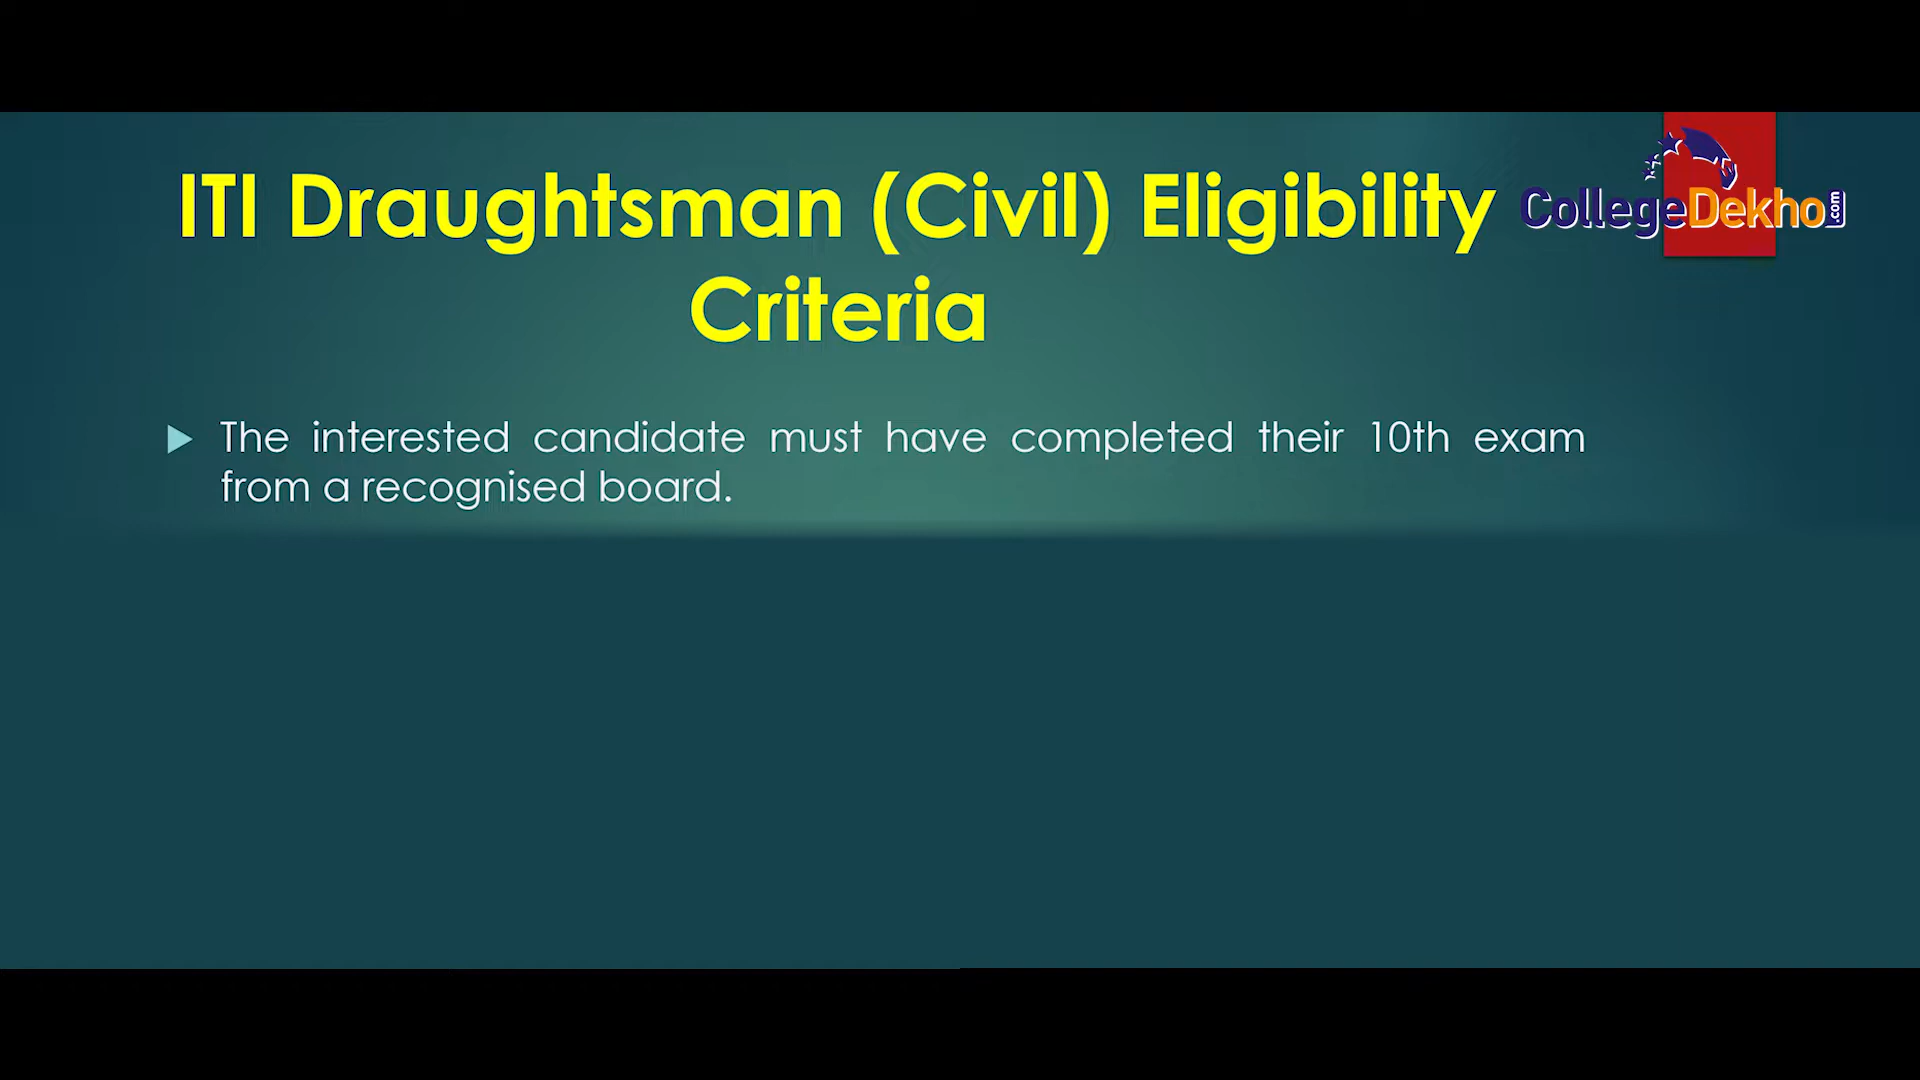 ITI Draughtsman (Civil) Eligibility
Criteria
CollegeDekho.com
The interested candidate must have completed their 10th exam
from a recognised board.